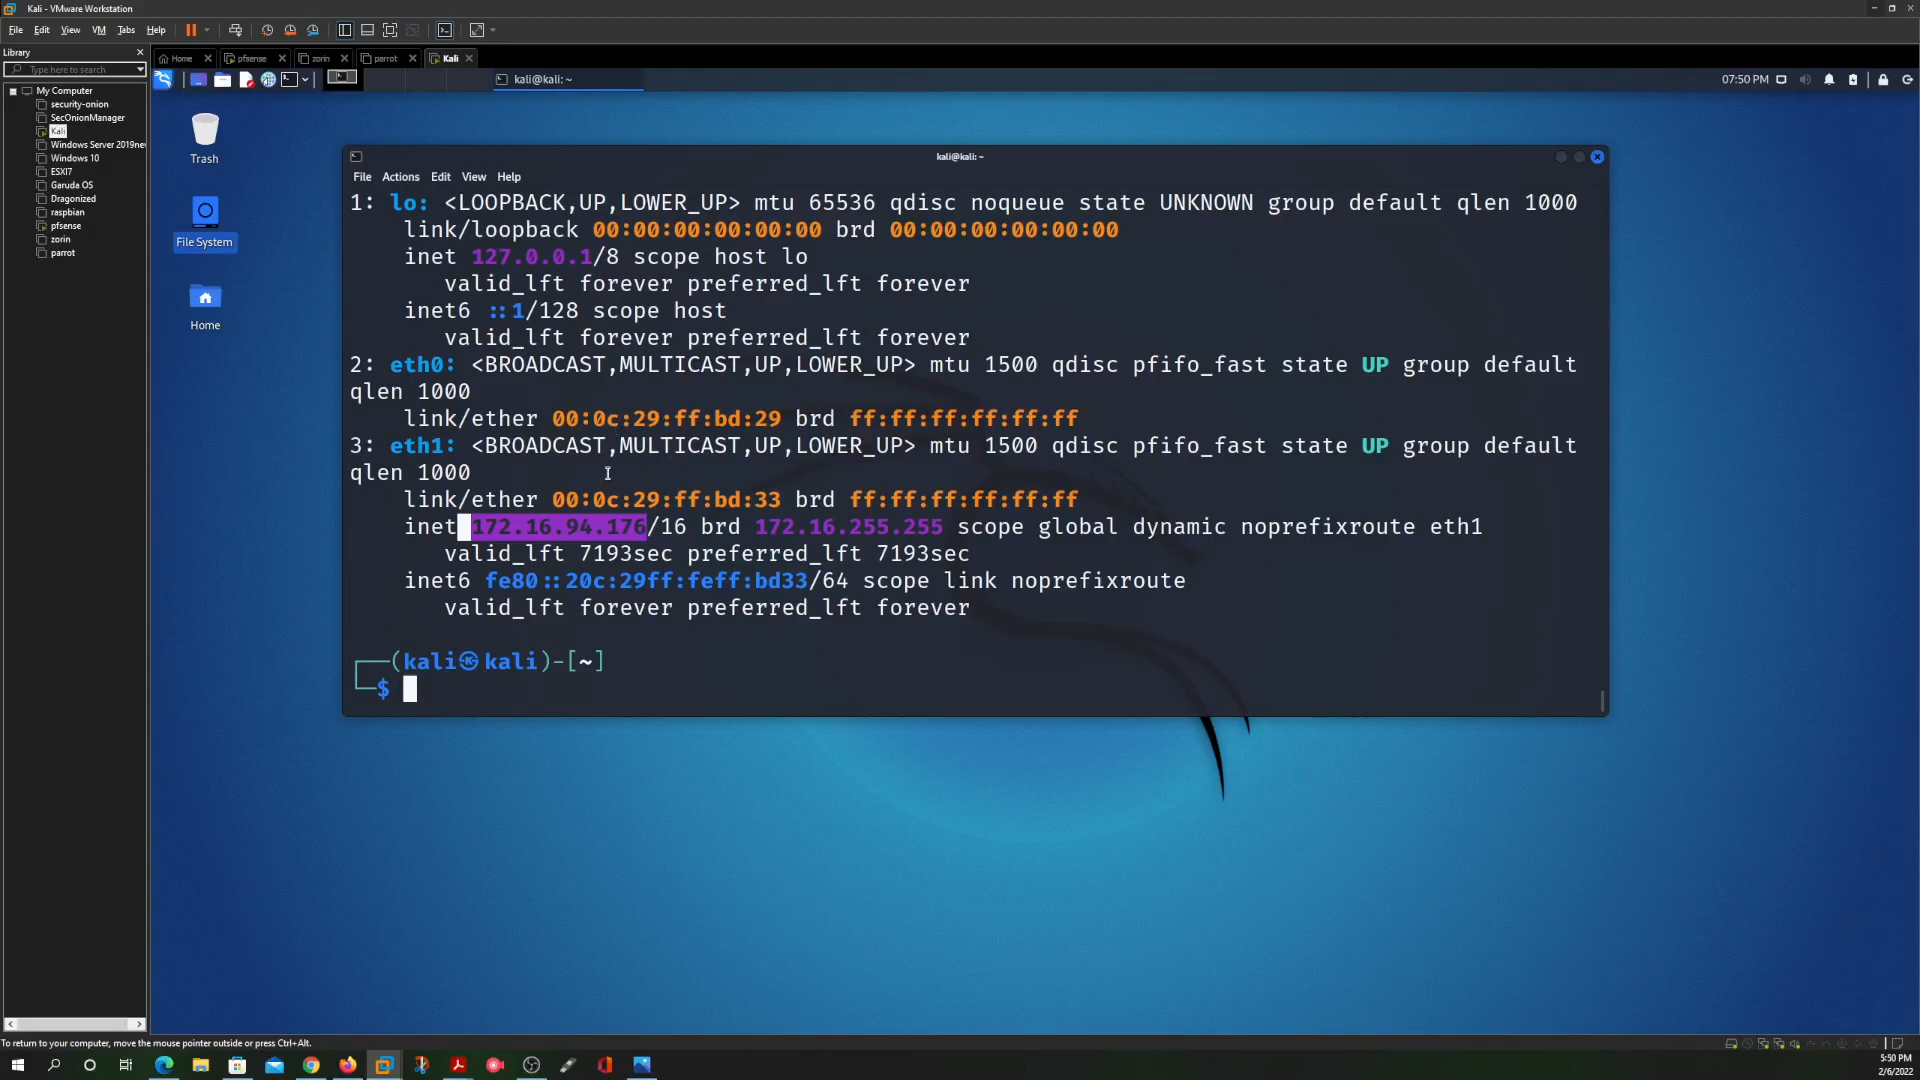 Kali - VMware Workstation
File Edit View VM Tabs Help
Library
Type here to search
My Computer
security-onion
SecOnionManager
Kali
Windows Server 2019new
Windows 10
ESXI7
Garuda OS
Dragonized
raspbian
pfsense
zorin
parrot
Home pfsense zorin parrot Kali
kali@kali: ~
07:50 PM
Trash
File System
Home
kali@kali: ~
File Actions Edit View Help
1: lo: <LOOPBACK,UP,LOWER_UP> mtu 65536 qdisc noqueue state UNKNOWN group default qlen 1000
link/loopback 00:00:00:00:00:00 brd 00:00:00:00:00:00
inet 127.0.0.1/8 scope host lo
valid_lft forever preferred_lft forever
inet6 ::1/128 scope host
valid_lft forever preferred_lft forever
2: eth0: <BROADCAST,MULTICAST,UP,LOWER_UP> mtu 1500 qdisc pfifo_fast state UP group default
qlen 1000
link/ether 00:0c:29:ff:bd:29 brd ff:ff:ff:ff:ff:ff
3: eth1: <BROADCAST,MULTICAST,UP,LOWER_UP> mtu 1500 qdisc pfifo_fast state UP group default
qlen 1000
link/ether 00:0c:29:ff:bd:33 brd ff:ff:ff:ff:ff:ff
inet 172.16.94.176/16 brd 172.16.255.255 scope global dynamic noprefixroute eth1
valid_lft 7193sec preferred_lft 7193sec
inet6 fe80::20c:29ff:feff:bd33/64 scope link noprefixroute
valid_lft forever preferred_lft forever
(kali㉿kali)-[~]
$
To return to your computer, move the mouse pointer outside or press Ctrl+Alt.
5:50 PM
2/6/2022